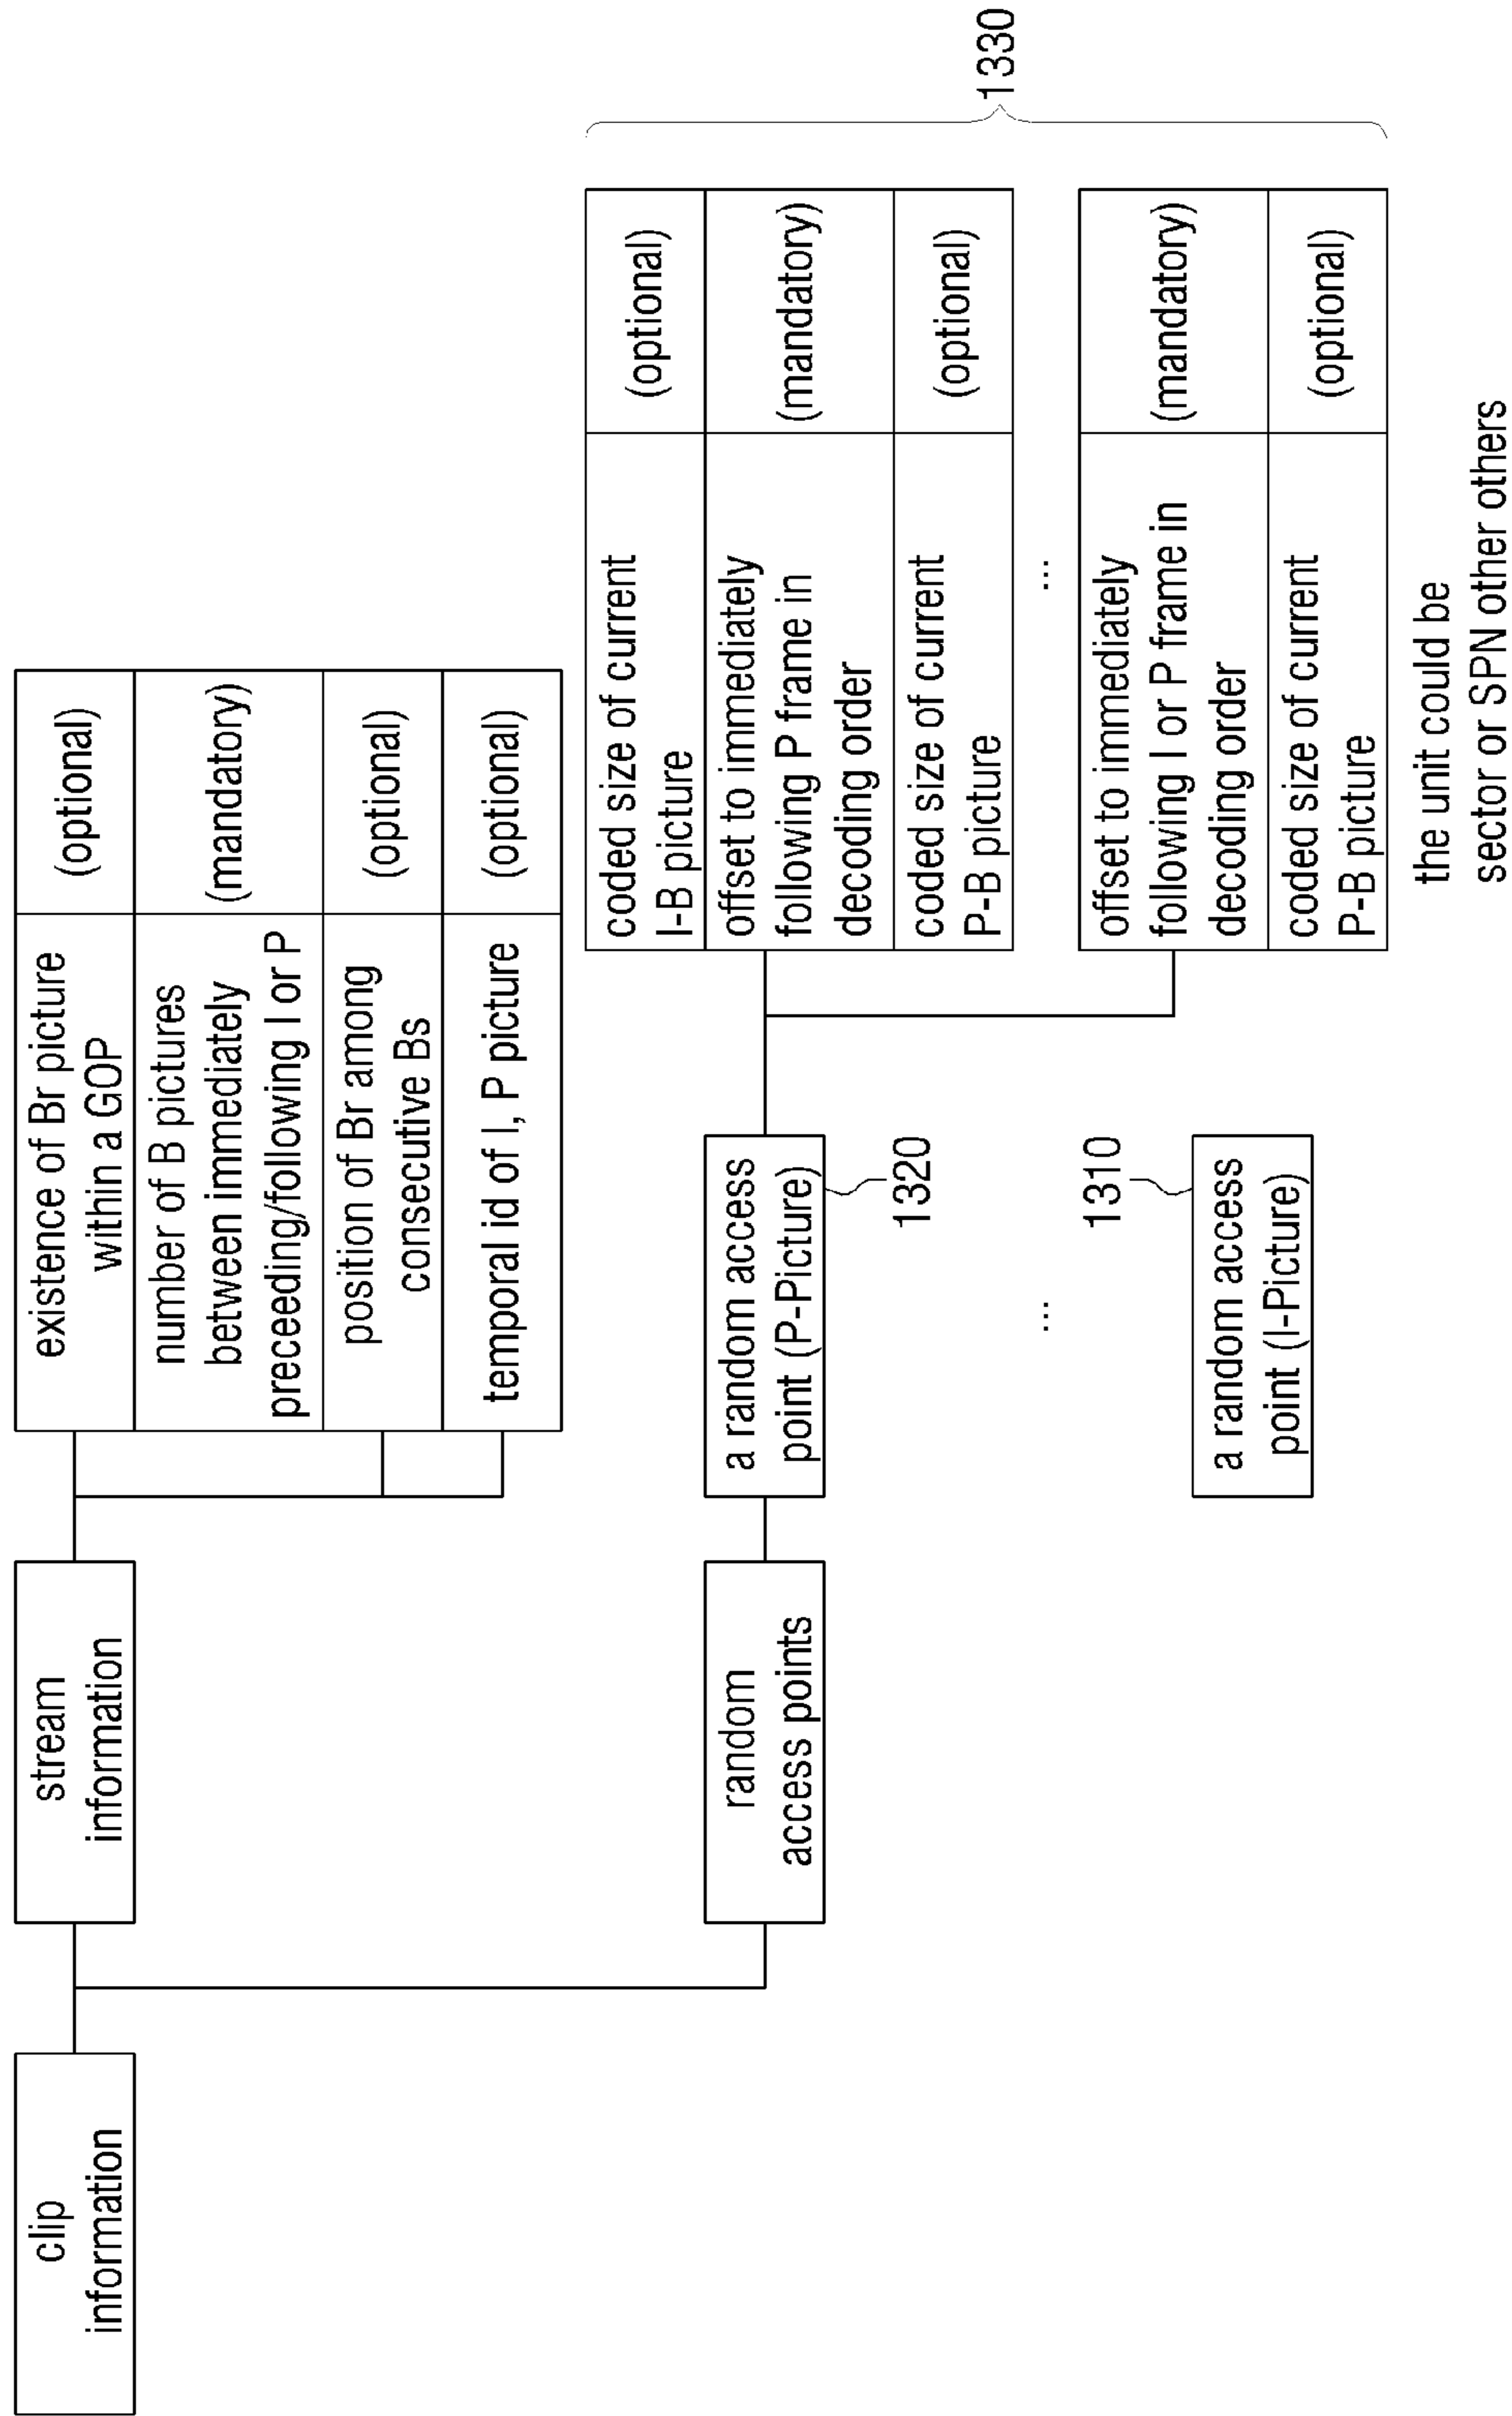 clip
information
stream
information
existence of Br picture
within a GOP
(optional)
number of B pictures
between immediately
preceeding/following I or P
(mandatory)
position of Br among
consecutive Bs
(optional)
temporal id of I, P picture
(optional)
random
access points
a random access
point (P-Picture)
1320
...
1310
a random access
point (I-Picture)
coded size of current
I-B picture
(optional)
offset to immediately
following P frame in
decoding order
(mandatory)
coded size of current
P-B picture
(optional)
...
offset to immediately
following I or P frame in
decoding order
(mandatory)
coded size of current
P-B picture
(optional)
1330
the unit could be
sector or SPN other others